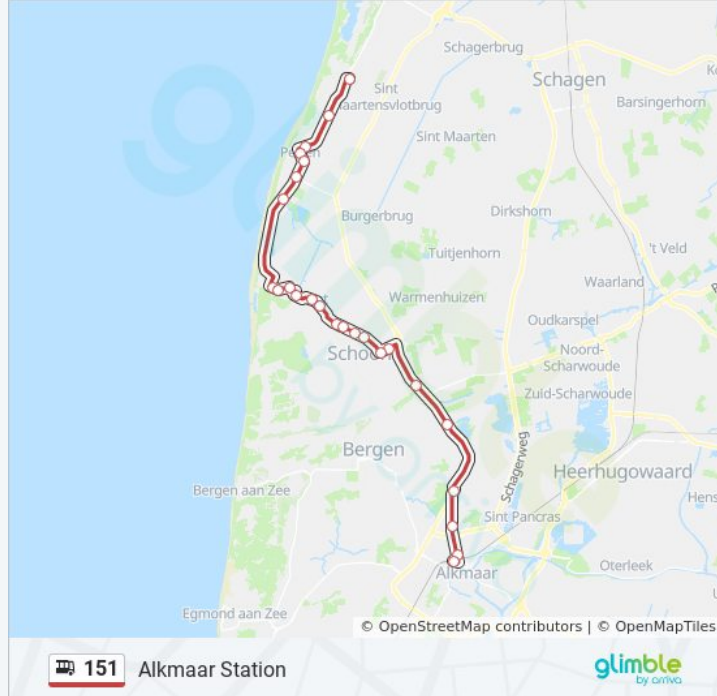 Schagerbrug
Schagen
Sint
Maartensvlotbrug
Barsingerhorn
Sint Maarten
Burgerbrug
Dirkshorn
't Veld
Tuitjenhorn
Waarland
Warmenhuizen
Oudkarspel
Noord-
Scharwoude
Zuid-Scharwoude
Bergen
Schagerweg
Heerhugowaard
Bergen aan Zee
Sint Pancras
Oterleek
Alkmaar
Egmond aan Zee
© OpenStreetMap contributors | © OpenMapTiles
151 Alkmaar Station
glimble
by arriva